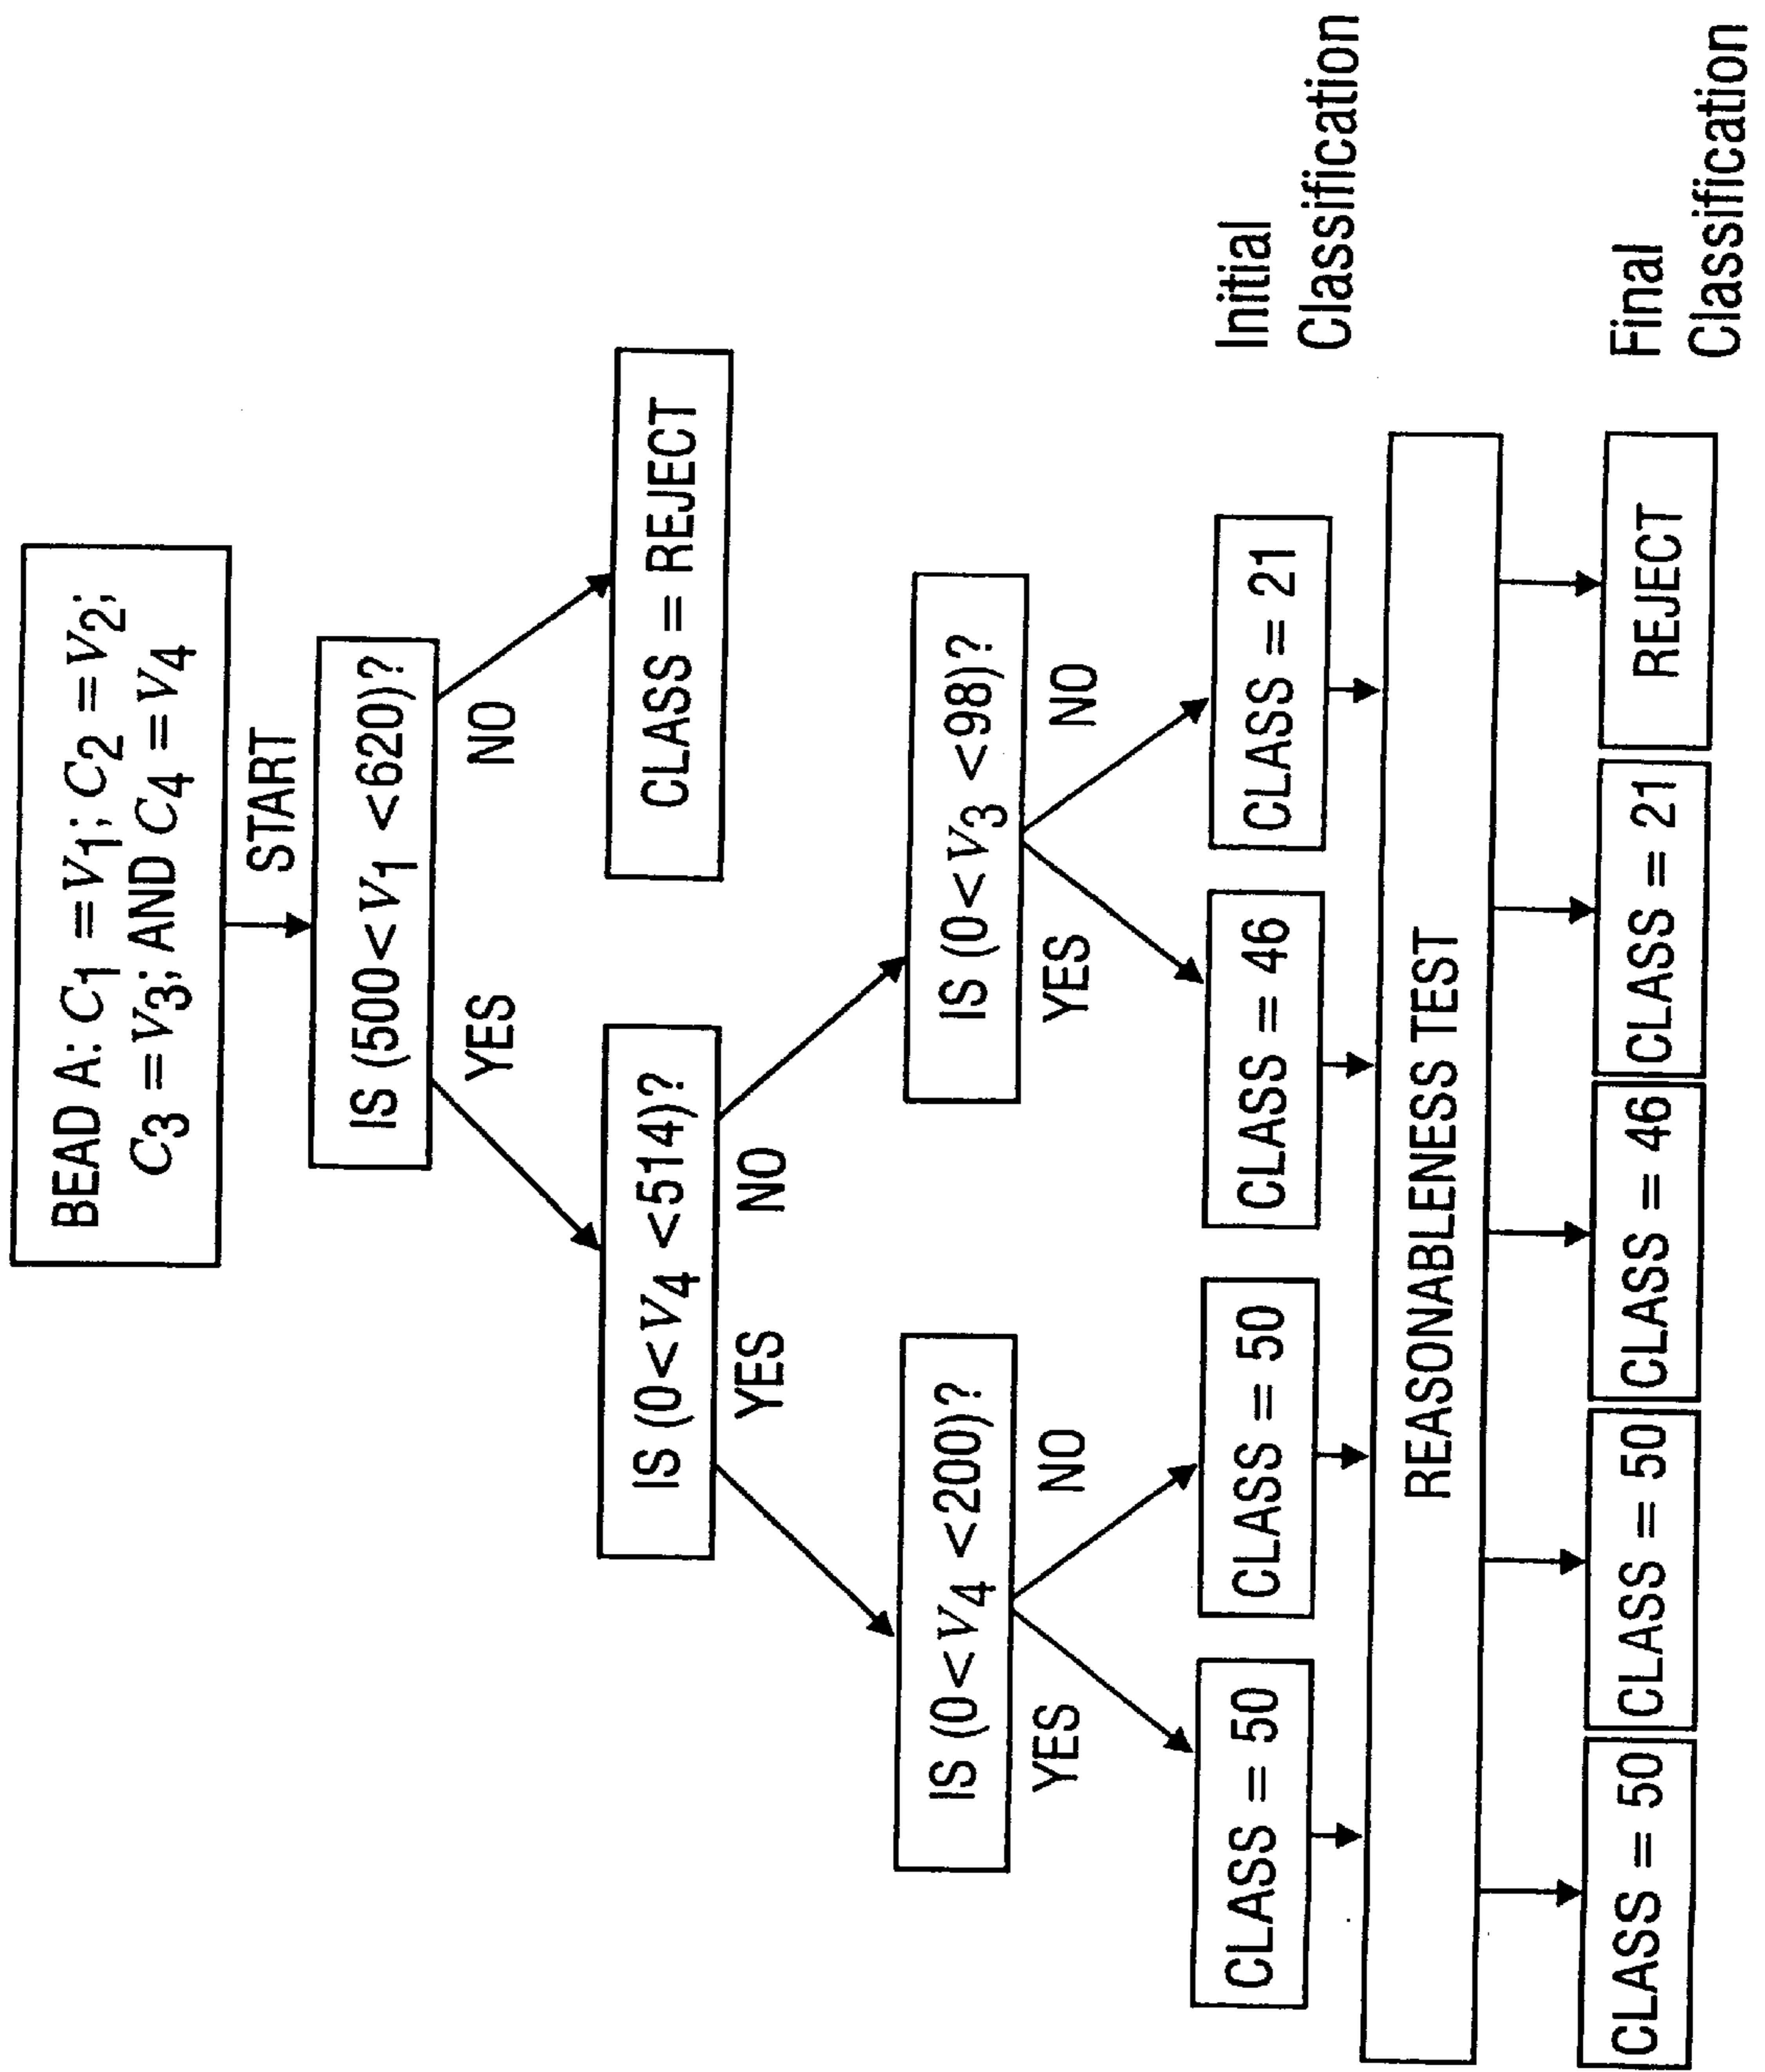 BEAD A: C1 = V1; C2 = V2;
C3 = V3; AND C4 = V4
START
IS (500 < V1 < 620)?
YES
NO
IS (0 < V4 < 514)?
CLASS = REJECT
YES
NO
IS (0 < V4 < 200)?
IS (0 < V3 < 98)?
YES
NO
YES
NO
CLASS = 50
CLASS = 50
CLASS = 46
CLASS = 21
Initial
Classification
REASONABLENESS TEST
CLASS = 50
CLASS = 50
CLASS = 46
CLASS = 21
REJECT
Final
Classification